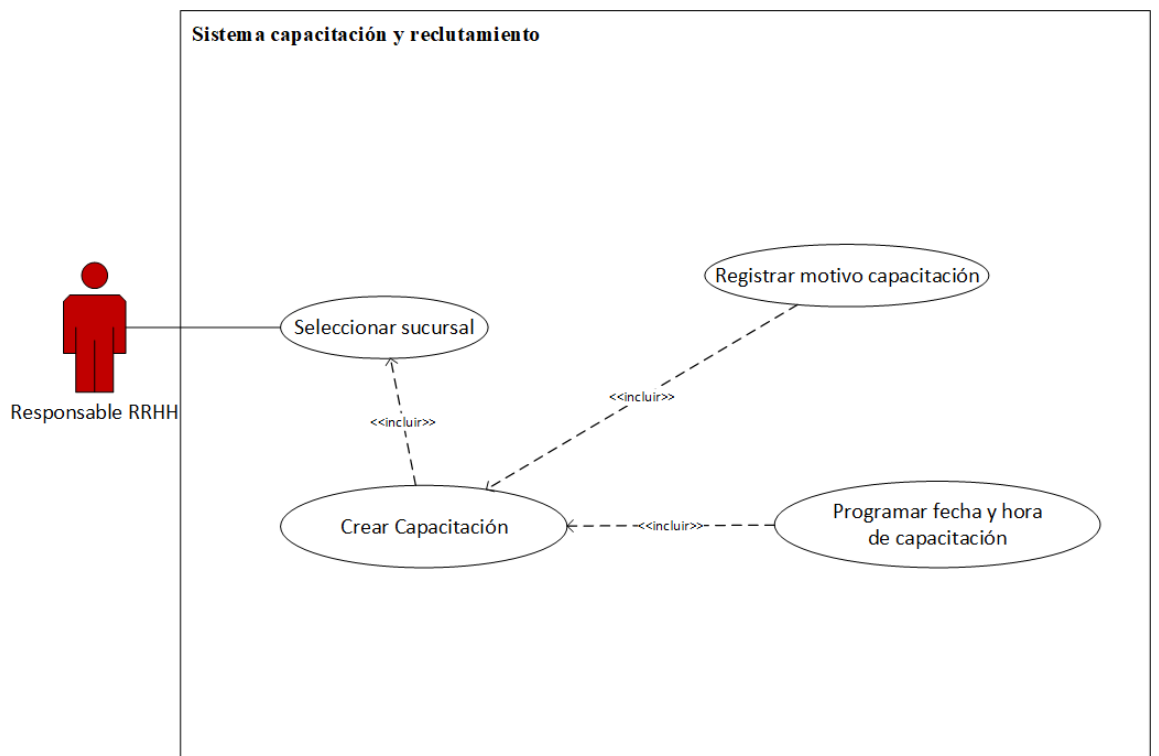 Sistema capacitación y reclutamiento
Registrar motivo capacitación
Seleccionar sucursal
<<incluir>>
Responsable RRHH
<<incluir>>
Crear Capacitación
<<incluir>>
Programar fecha y hora
de capacitación